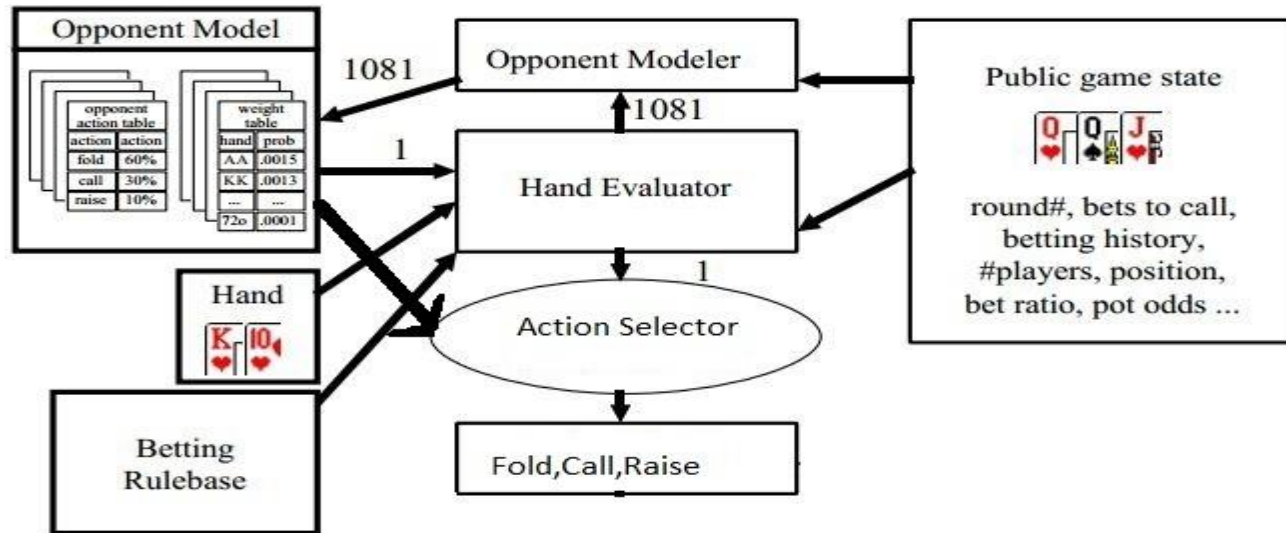 Opponent Model
opponent
action table
action action
fold 60%
call 30%
raise 10%
weight
table
hand prob
AA .0015
KK .0013
... ...
72o .0001
1081
1
Opponent Modeler
1081
Hand Evaluator
1
Action Selector
Fold,Call,Raise
Hand
K 10
Betting
Rulebase
Public game state
Q Q J
round#, bets to call,
betting history,
#players, position,
bet ratio, pot odds ...